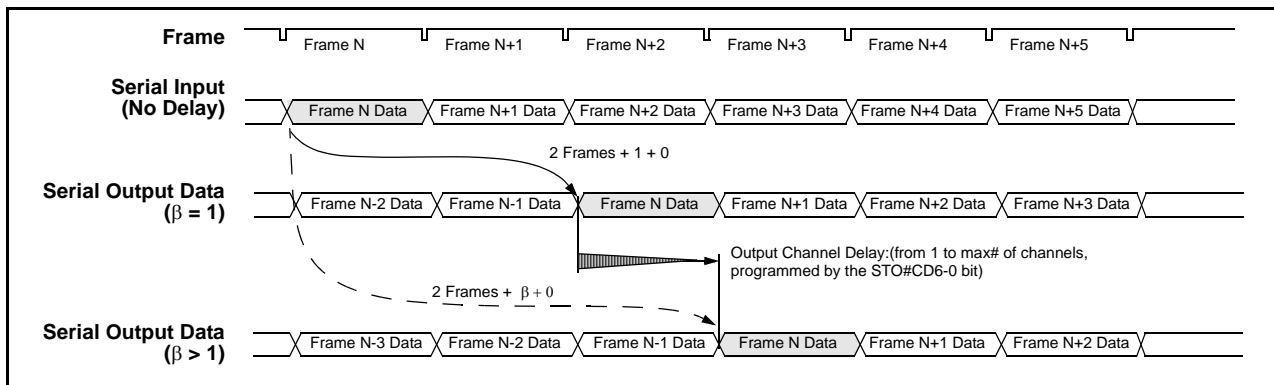 Frame
Frame N Frame N+1 Frame N+2 Frame N+3 Frame N+4 Frame N+5
Serial Input
(No Delay)
Frame N Data Frame N+1 Data Frame N+2 Data Frame N+3 Data Frame N+4 Data Frame N+5 Data
2 Frames + 1 + 0
Serial Output Data
(β = 1)
Frame N-2 Data Frame N-1 Data Frame N Data Frame N+1 Data Frame N+2 Data Frame N+3 Data
Output Channel Delay:(from 1 to max# of channels,
programmed by the STO#CD6-0 bit)
2 Frames + β + 0
Serial Output Data
(β > 1)
Frame N-3 Data Frame N-2 Data Frame N-1 Data Frame N Data Frame N+1 Data Frame N+2 Data